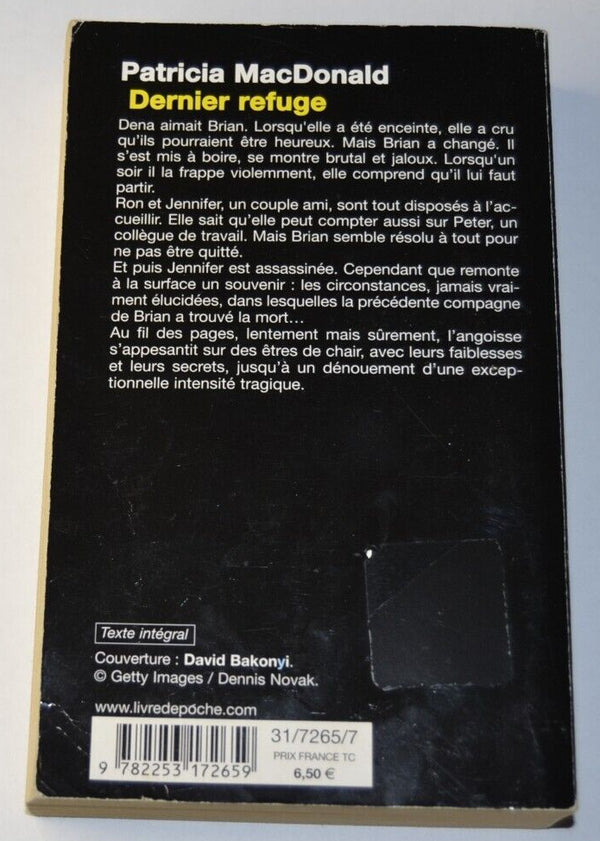 Patricia MacDonald
Dernier refuge
Dena aimait Brian. Lorsqu'elle a été enceinte, elle a cru
qu'ils pourraient être heureux. Mais Brian a changé. Il
s'est mis à boire, se montre brutal et jaloux. Lorsqu'un
soir il la frappe violemment, elle comprend qu'il lui faut
partir.
Ron et Jennifer, un couple ami, sont tout disposés à l'ac-
cueillir. Elle sait qu'elle peut compter aussi sur Peter, un
collègue de travail. Mais Brian semble résolu à tout pour
ne pas être quitté.
Et puis Jennifer est assassinée. Cependant que remonte
à la surface un souvenir : les circonstances, jamais vrai-
ment élucidées, dans lesquelles la précédente compagne
de Brian a trouvé la mort…
Au fil des pages, lentement mais sûrement, l'angoisse
s'appesantit sur des êtres de chair, avec leurs faiblesses
et leurs secrets, jusqu'à un dénouement d'une excep-
tionnelle intensité tragique.
Texte intégral
Couverture : David Bakonyi.
© Getty Images / Dennis Novak.
www.livredepoche.com
31/7265/7
PRIX FRANCE TC
6,50 €
9 782253 172659